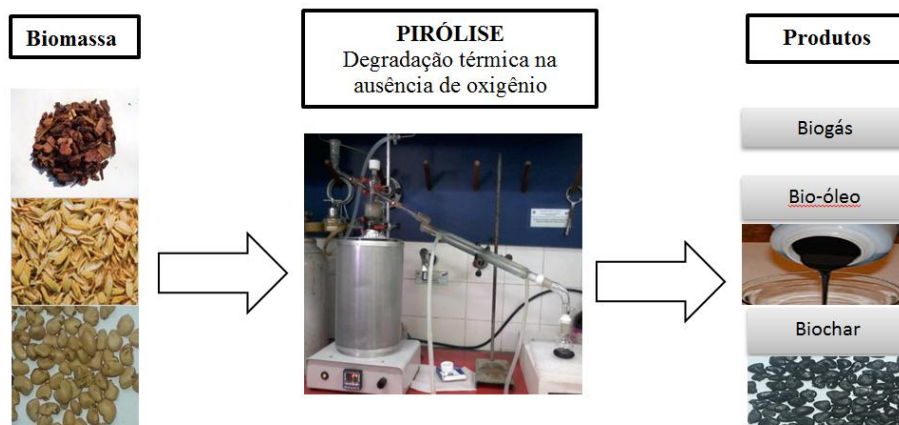 Biomassa
PIRÓLISE
Degradação térmica na
ausência de oxigênio
Produtos
Biogás
Bio-óleo
Biochar